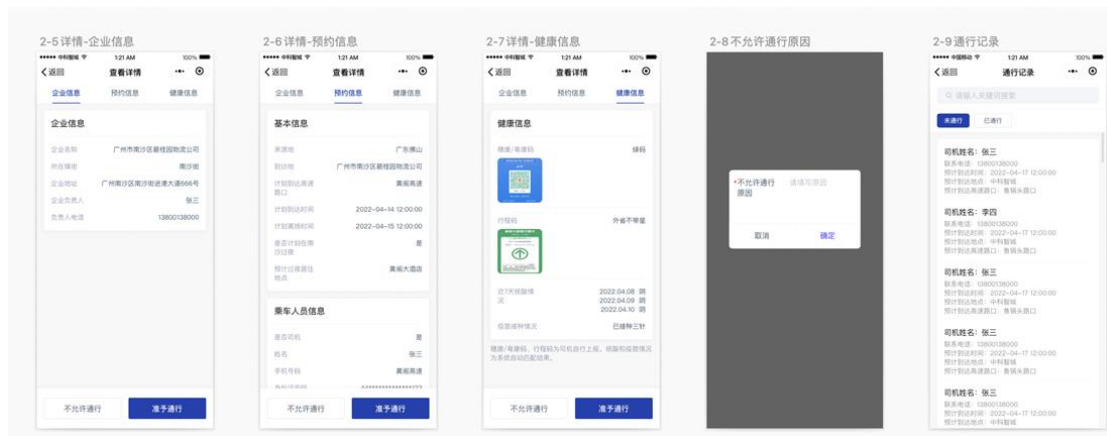 2-5详情-企业信息
中科智城 1:21 AM 100%
返回 查看详情
企业信息 预约信息 健康信息
企业信息
企业名称 广州市南沙区碧桂园物流公司
所在镇街 南沙街
企业地址 广州南沙区南沙街进港大道666号
企业负责人 张三
负责人电话 13800138000
不允许通行 准予通行
2-6详情-预约信息
中科智城 1:21 AM 100%
返回 查看详情
企业信息 预约信息 健康信息
基本信息
来源地 广东佛山
到访地 广州市南沙区碧桂园物流公司
计划到达高速 黄阁高速
路口
计划到达时间 2022-04-14 12:00:00
计划离捅时间 2022-04-15 12:00:00
是否计划在南 是
沙过夜
预计过夜居住 黄阁大酒店
地点
乘车人员信息
是否司机 是
姓名 张三
手机号码 黄阁高速
不允许通行 准予通行
2-7详情-健康信息
中科智城 1:21 AM 100%
返回 查看详情
企业信息 预约信息 健康信息
健康信息
穗康/粤康码 绿码
行程码 外省不带星
近7天核酸情 2022.04.08 阴
况 2022.04.09 阴
2022.04.10 阴
疫苗接种情况 已接种三针
穗康/粤康码，行程码为司机自行上报，核酸和疫苗情况
为系统自动匹配结果。
不允许通行 准予通行
2-8不允许通行原因
*不允许通行 请填写原因
原因
取消 确定
2-9通行记录
中国移动 1:21 AM 100%
返回 通行记录
请输入关键词搜索
未通行 已通行
司机姓名：张三
联系电话：13800138000
预计到达时间：2022-04-17 12:00:00
预计到达地点：中科智城
预计到达高速路口：鱼锅头路口
司机姓名：李四
联系电话：13800138000
预计到达时间：2022-04-17 12:00:00
预计到达地点：中科智城
预计到达高速路口：鱼锅头路口
司机姓名：张三
联系电话：13800138000
预计到达时间：2022-04-17 12:00:00
预计到达地点：中科智城
预计到达高速路口：鱼锅头路口
司机姓名：张三
联系电话：13800138000
预计到达时间：2022-04-17 12:00:00
预计到达地点：中科智城
预计到达高速路口：鱼锅头路口
司机姓名：张三
联系电话：13800138000
预计到达时间：2022-04-17 12:00:00
预计到达地点：中科智城
预计到达高速路口：鱼锅头路口